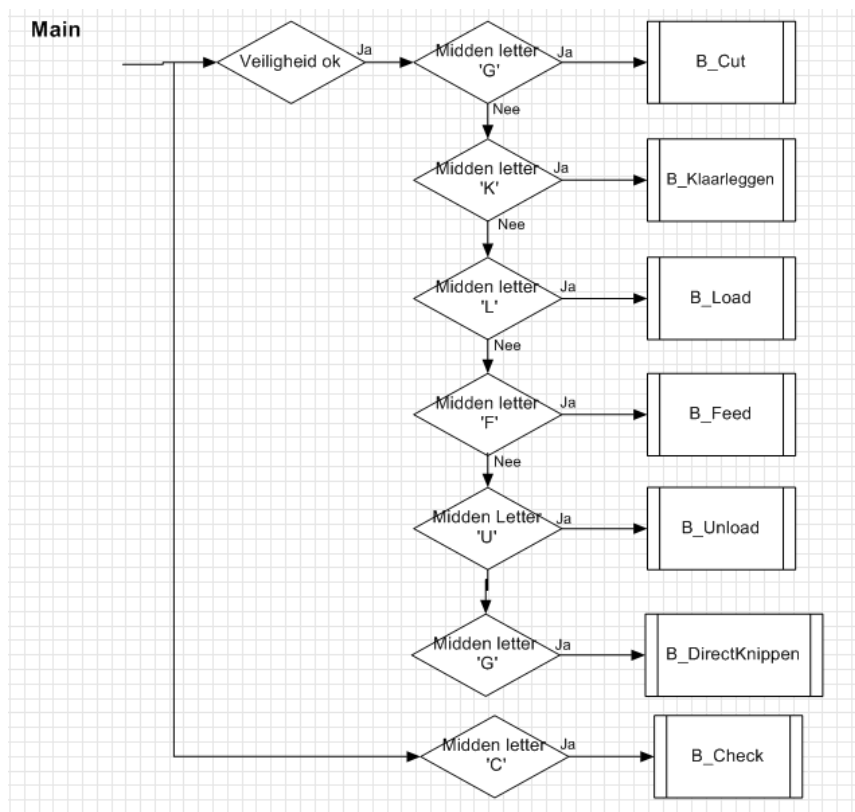 Main
Veiligheid ok
Ja
Midden letter
'G'
Ja
B_Cut
Nee
Midden letter
'K'
Ja
B_Klaarleggen
Nee
Midden letter
'L'
Ja
B_Load
Nee
Midden letter
'F'
Ja
B_Feed
Nee
Midden Letter
'U'
Ja
B_Unload
Midden letter
'G'
Ja
B_DirectKnippen
Midden letter
'C'
Ja
B_Check